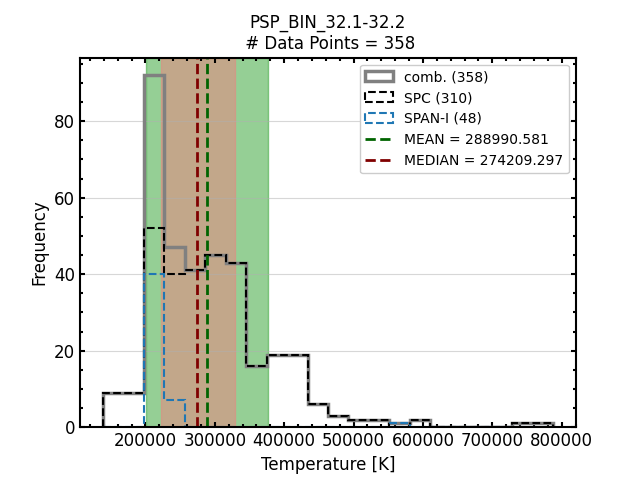 PSP_BIN_32.1-32.2
# Data Points = 358
comb. (358)
SPC (310)
SPAN-I (48)
MEAN = 288990.581
MEDIAN = 274209.297
Frequency
80
60
40
20
0
200000 300000 400000 500000 600000 700000 800000
Temperature [K]